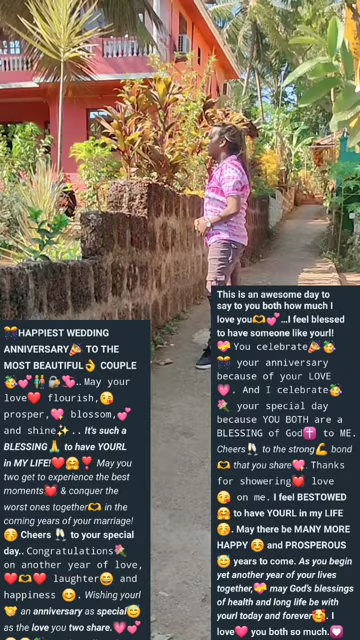 🎊HAPPIEST WEDDING
ANNIVERSARY🎉 TO THE
MOST BEAUTIFUL👌 COUPLE
🥳💞👫🔒💘.. May your
love❤️ flourish,😘
prosper,💖 blossom,💕
and shine✨.. It's such a
BLESSING🙏 to have YOURL
in MY LIFE!❤️🤗❣️ May you
two get to experience the best
moments💓 & conquer the
worst ones together🫶 in the
coming years of your marriage!
😚 Cheers 🥂 to your special
day.. Congratulations💐
on another year of love,
❤️🫶❤️ laughter😅 and
happiness 😊. Wishing yourl
🧸 an anniversary as special😍
as the love you two share.💗💕
This is an awesome day to
say to you both how much I
love you🫶💞...I feel blessed
to have someone like yourl!
💝 You celebrate🎉🥳
🎊 your anniversary
because of your LOVE
💗. And I celebrate🥳
💃 your special day
because YOU BOTH are a
BLESSING of God✝️ to ME.
Cheers🥂 to the strong💪 bond
🫶 that you share💘 Thanks
for showering💓 love
😘 on me. I feel BESTOWED
🤗 to have YOURL in MY LIFE
😚. May there be MANY MORE
HAPPY 😊 and PROSPEROUS
😅 years to come. As you begin
yet another year of your lives
together,💝 may God's blessings
of health and long life be with
yourl today and forever🥰. I
love❤️ you both so much.💟